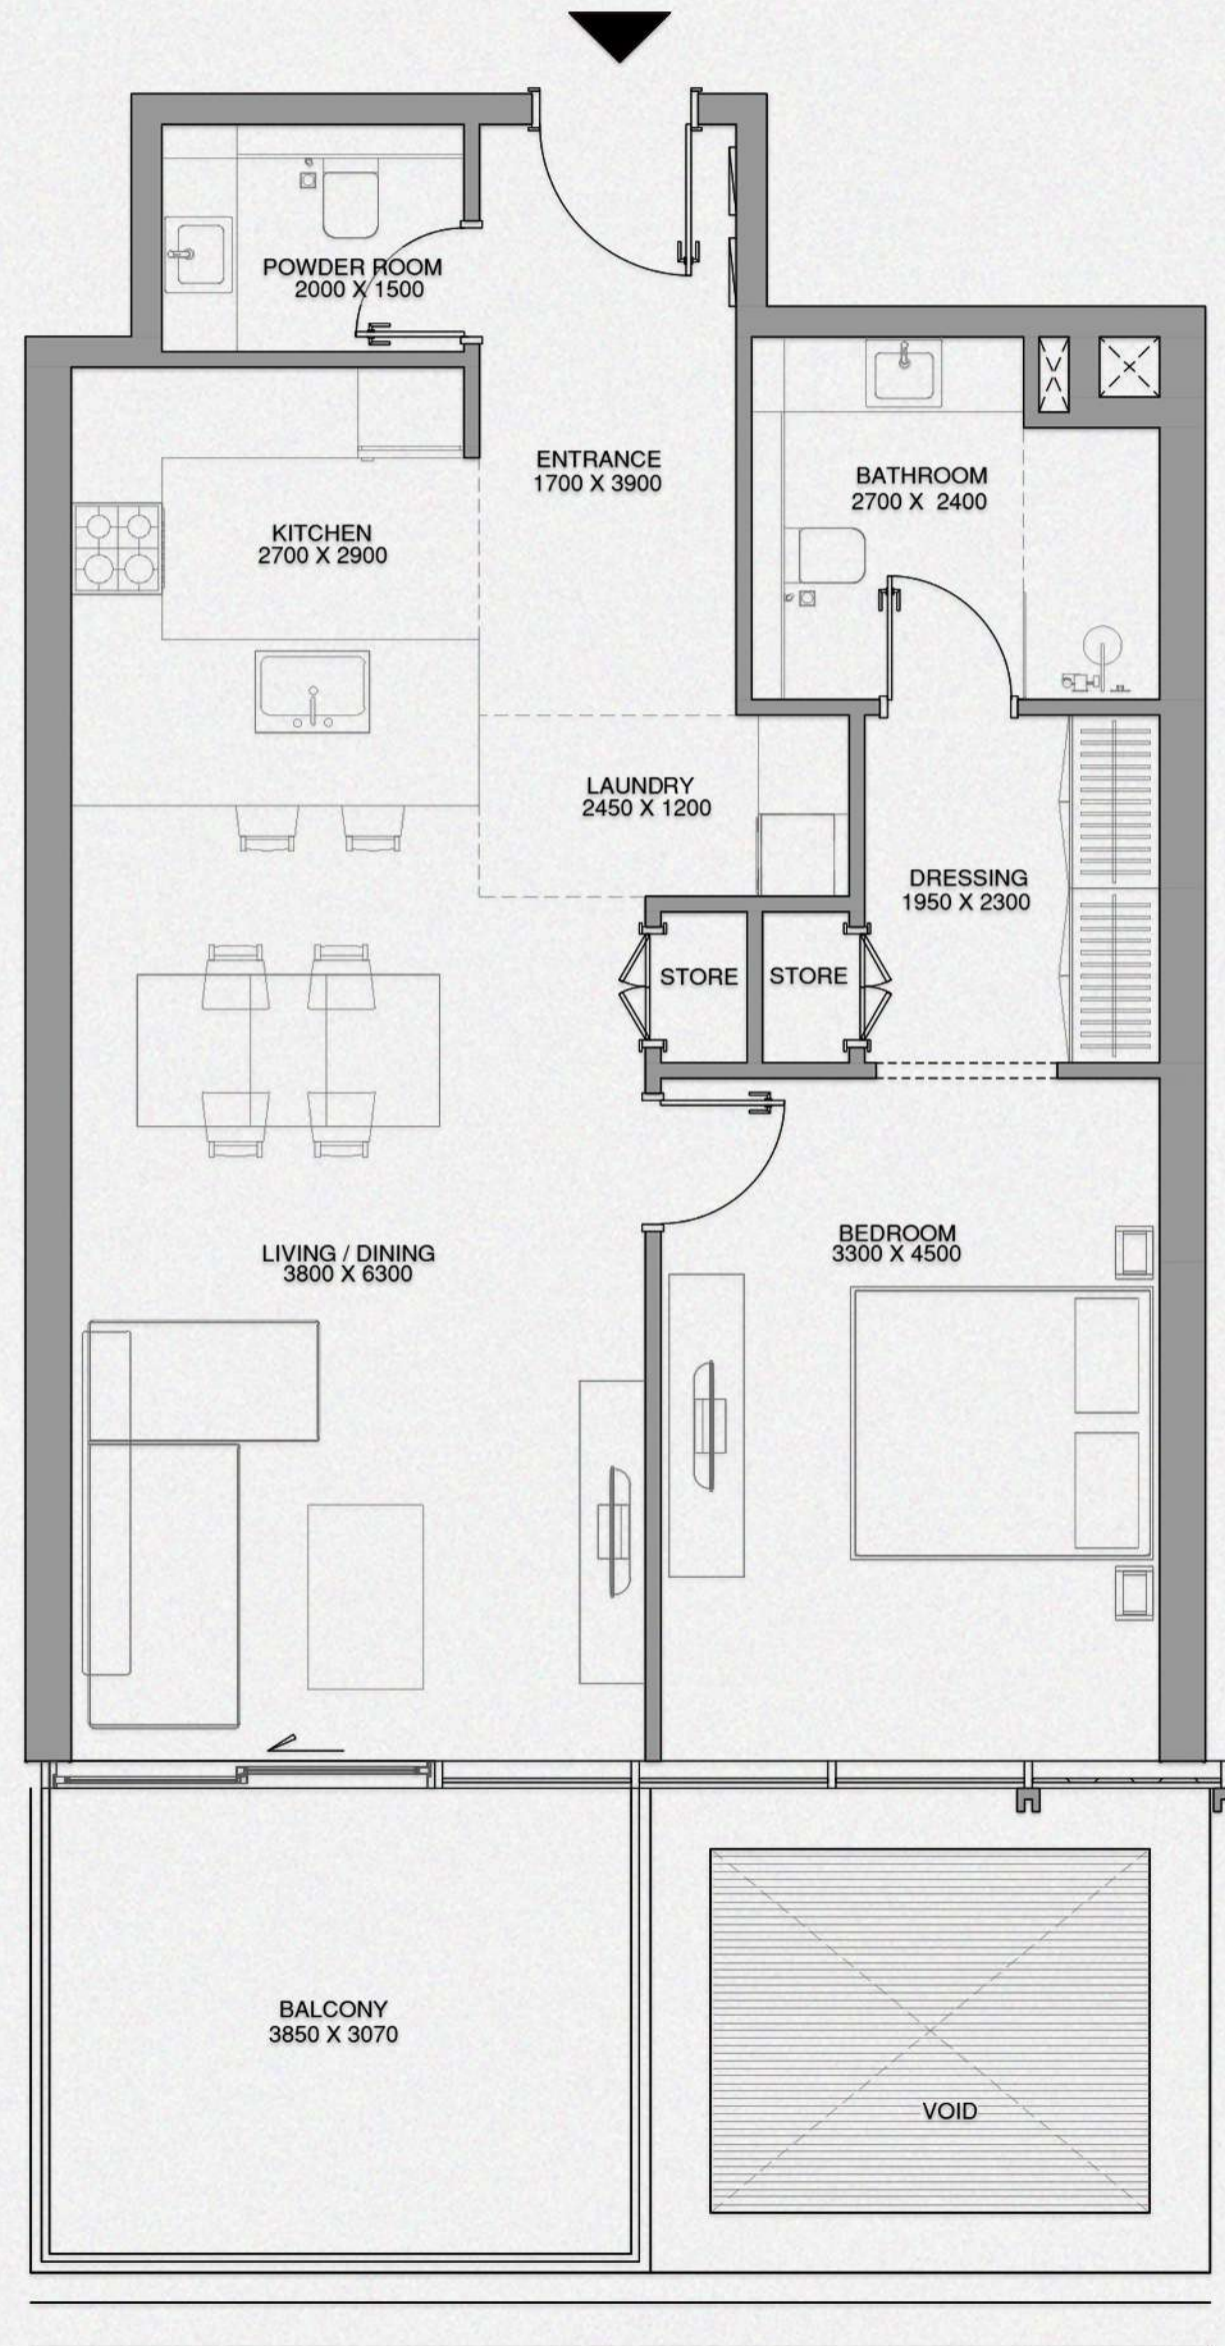 POWDER ROOM
2000 X 1500
ENTRANCE
1700 X 3900
BATHROOM
2700 X 2400
KITCHEN
2700 X 2900
LAUNDRY
2450 X 1200
DRESSING
1950 X 2300
STORE
STORE
LIVING / DINING
3800 X 6300
BEDROOM
3300 X 4500
BALCONY
3850 X 3070
VOID